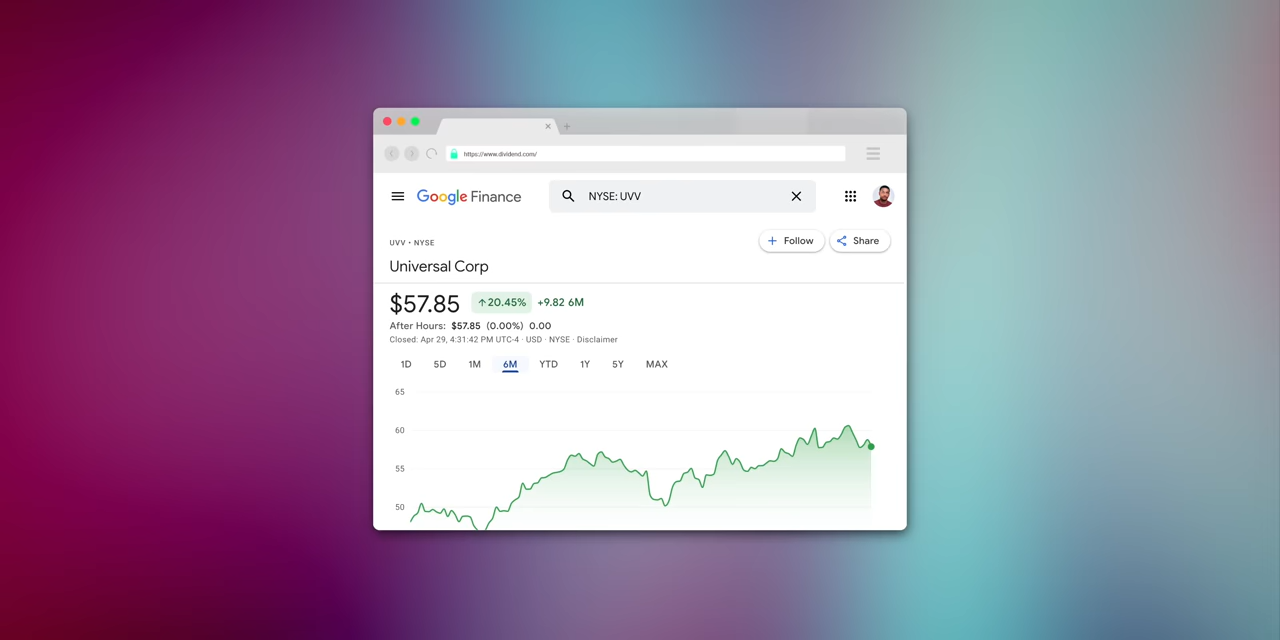 https://www.dividend.com/
Google Finance
NYSE: UVV
UVV • NYSE
Follow
Share
Universal Corp
$57.85 ↑20.45% +9.82 6M
After Hours: $57.85 (0.00%) 0.00
Closed: Apr 29, 4:31:42 PM UTC-4 · USD · NYSE · Disclaimer
1D 5D 1M 6M YTD 1Y 5Y MAX
65
60
55
50